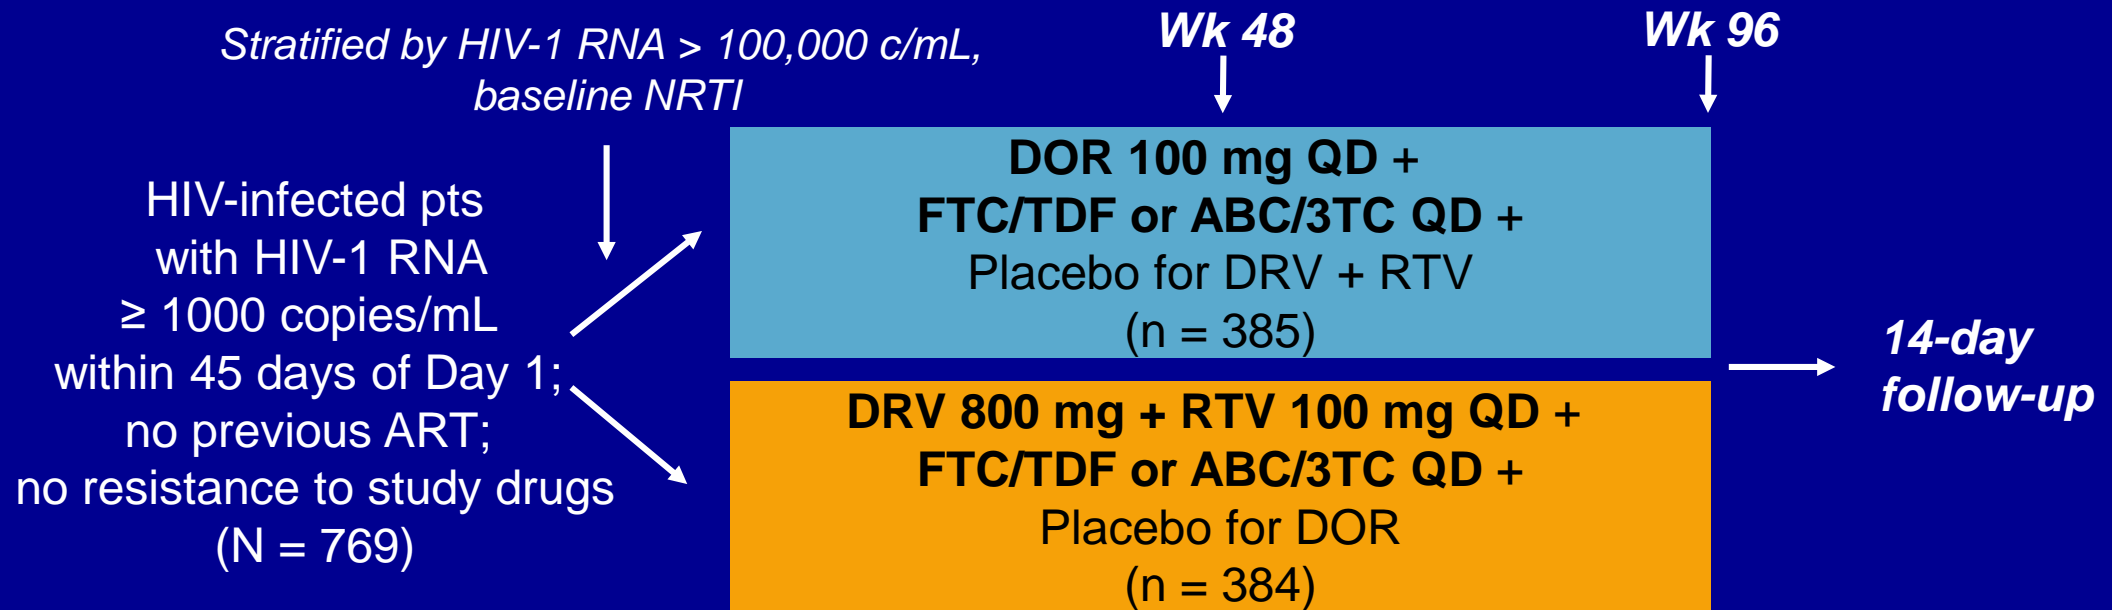 Stratified by HIV-1 RNA > 100,000 c/mL,
baseline NRTI
Wk 48
Wk 96
HIV-infected pts
with HIV-1 RNA
≥ 1000 copies/mL
within 45 days of Day 1;
no previous ART;
no resistance to study drugs
(N = 769)
DOR 100 mg QD +
FTC/TDF or ABC/3TC QD +
Placebo for DRV + RTV
(n = 385)
DRV 800 mg + RTV 100 mg QD +
FTC/TDF or ABC/3TC QD +
Placebo for DOR
(n = 384)
14-day
follow-up